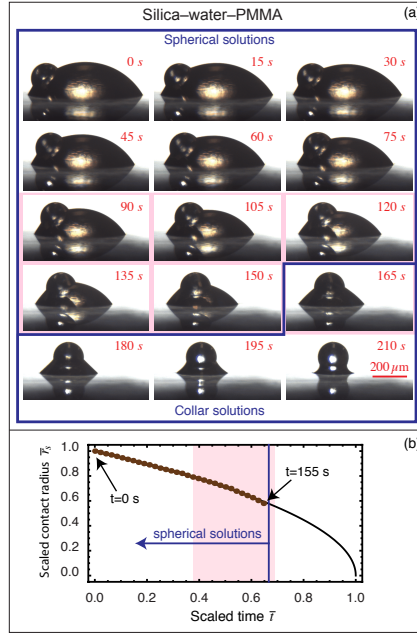 Silica–water–PMMA
(a)
Spherical solutions
0 s
15 s
30 s
45 s
60 s
75 s
90 s
105 s
120 s
135 s
150 s
165 s
180 s
195 s
210 s
200 µm
Collar solutions
(b)
Scaled contact radius r̅ₛ
1.0
0.8
0.6
0.4
0.2
0.0
t=0 s
t=155 s
spherical solutions
0.0 0.2 0.4 0.6 0.8 1.0
Scaled time t̅